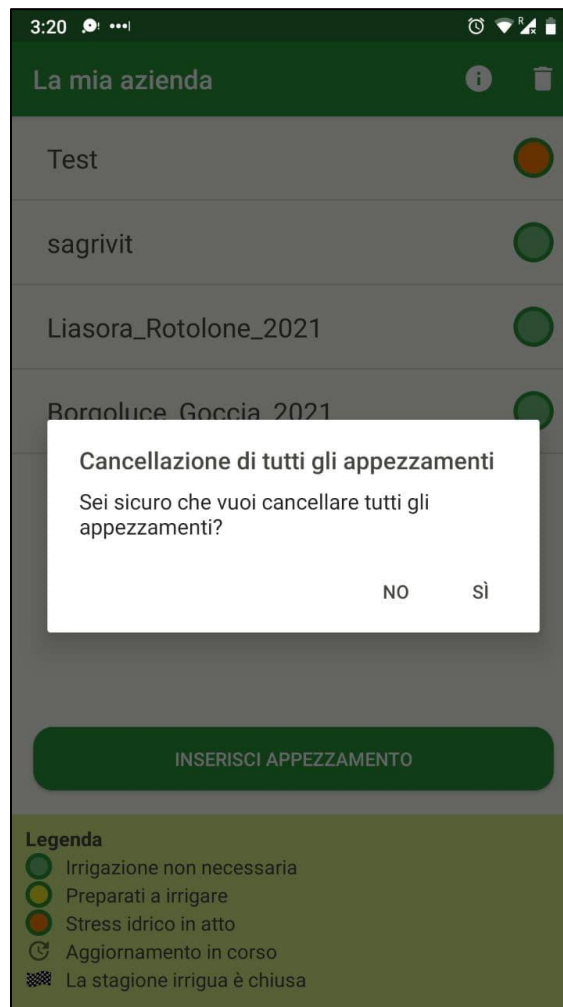 3:20
La mia azienda
Test
sagrivit
Liasora_Rotolone_2021
Borgoluce_Goccia_2021
Cancellazione di tutti gli appezzamenti
Sei sicuro che vuoi cancellare tutti gli
appezzamenti?
NO SÌ
INSERISCI APPEZZAMENTO
Legenda
Irrigazione non necessaria
Preparati a irrigare
Stress idrico in atto
Aggiornamento in corso
La stagione irrigua è chiusa